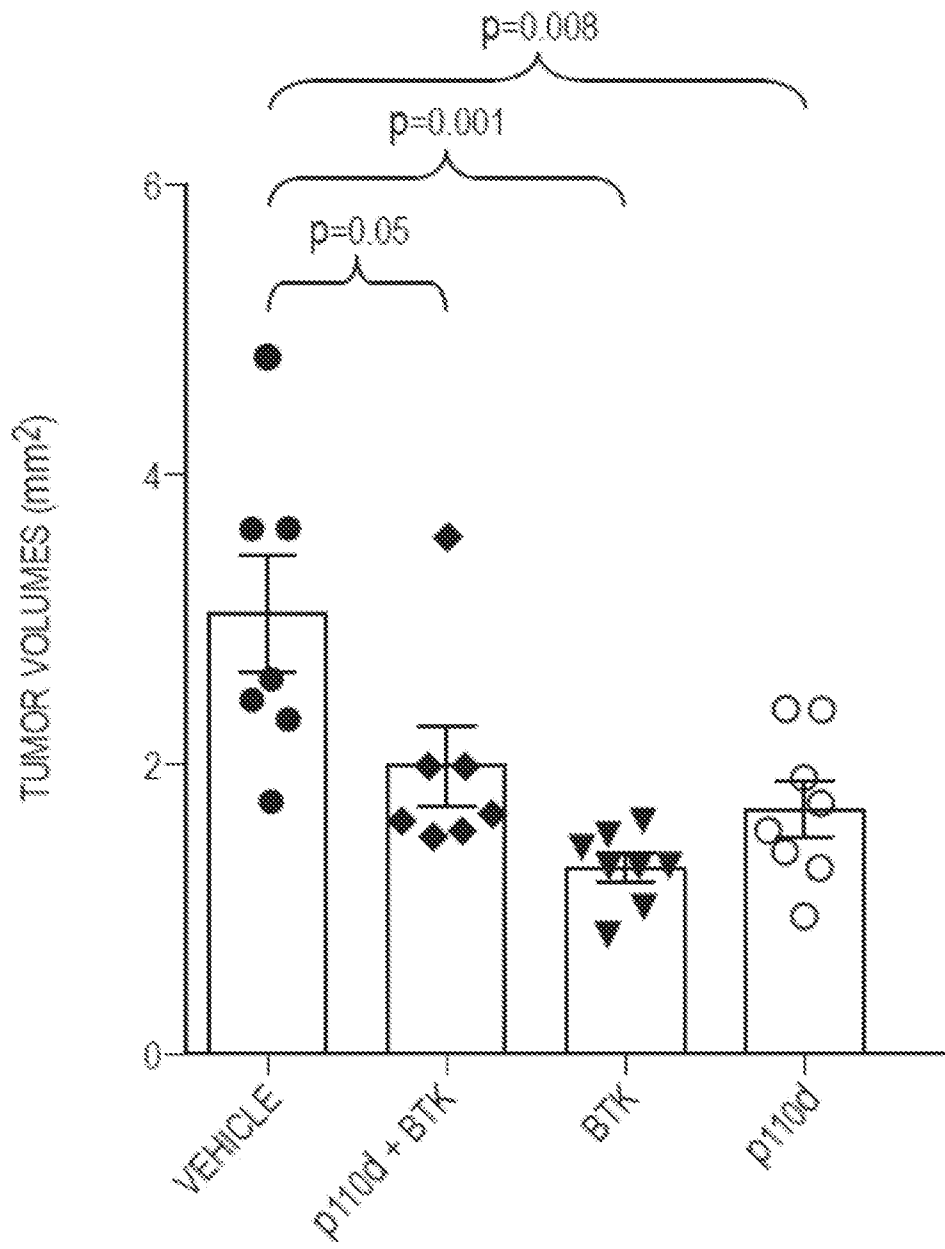 p=0.008
p=0.001
p=0.05
6
4
2
0
TUMOR VOLUMES (mm²)
VEHICLE
p110d + BTK
BTK
p110d